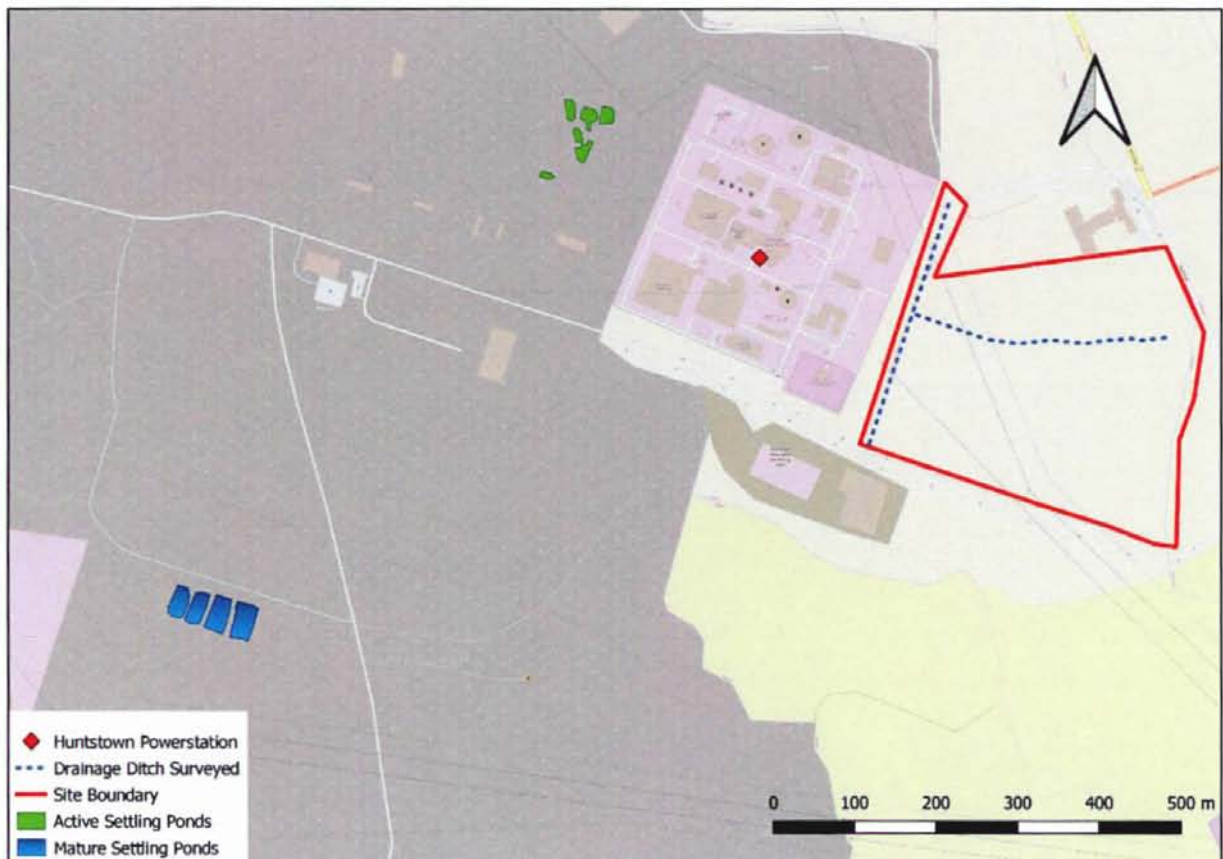 Huntstown Powerstation
Drainage Ditch Surveyed
Site Boundary
Active Settling Ponds
Mature Settling Ponds
0 100 200 300 400 500 m